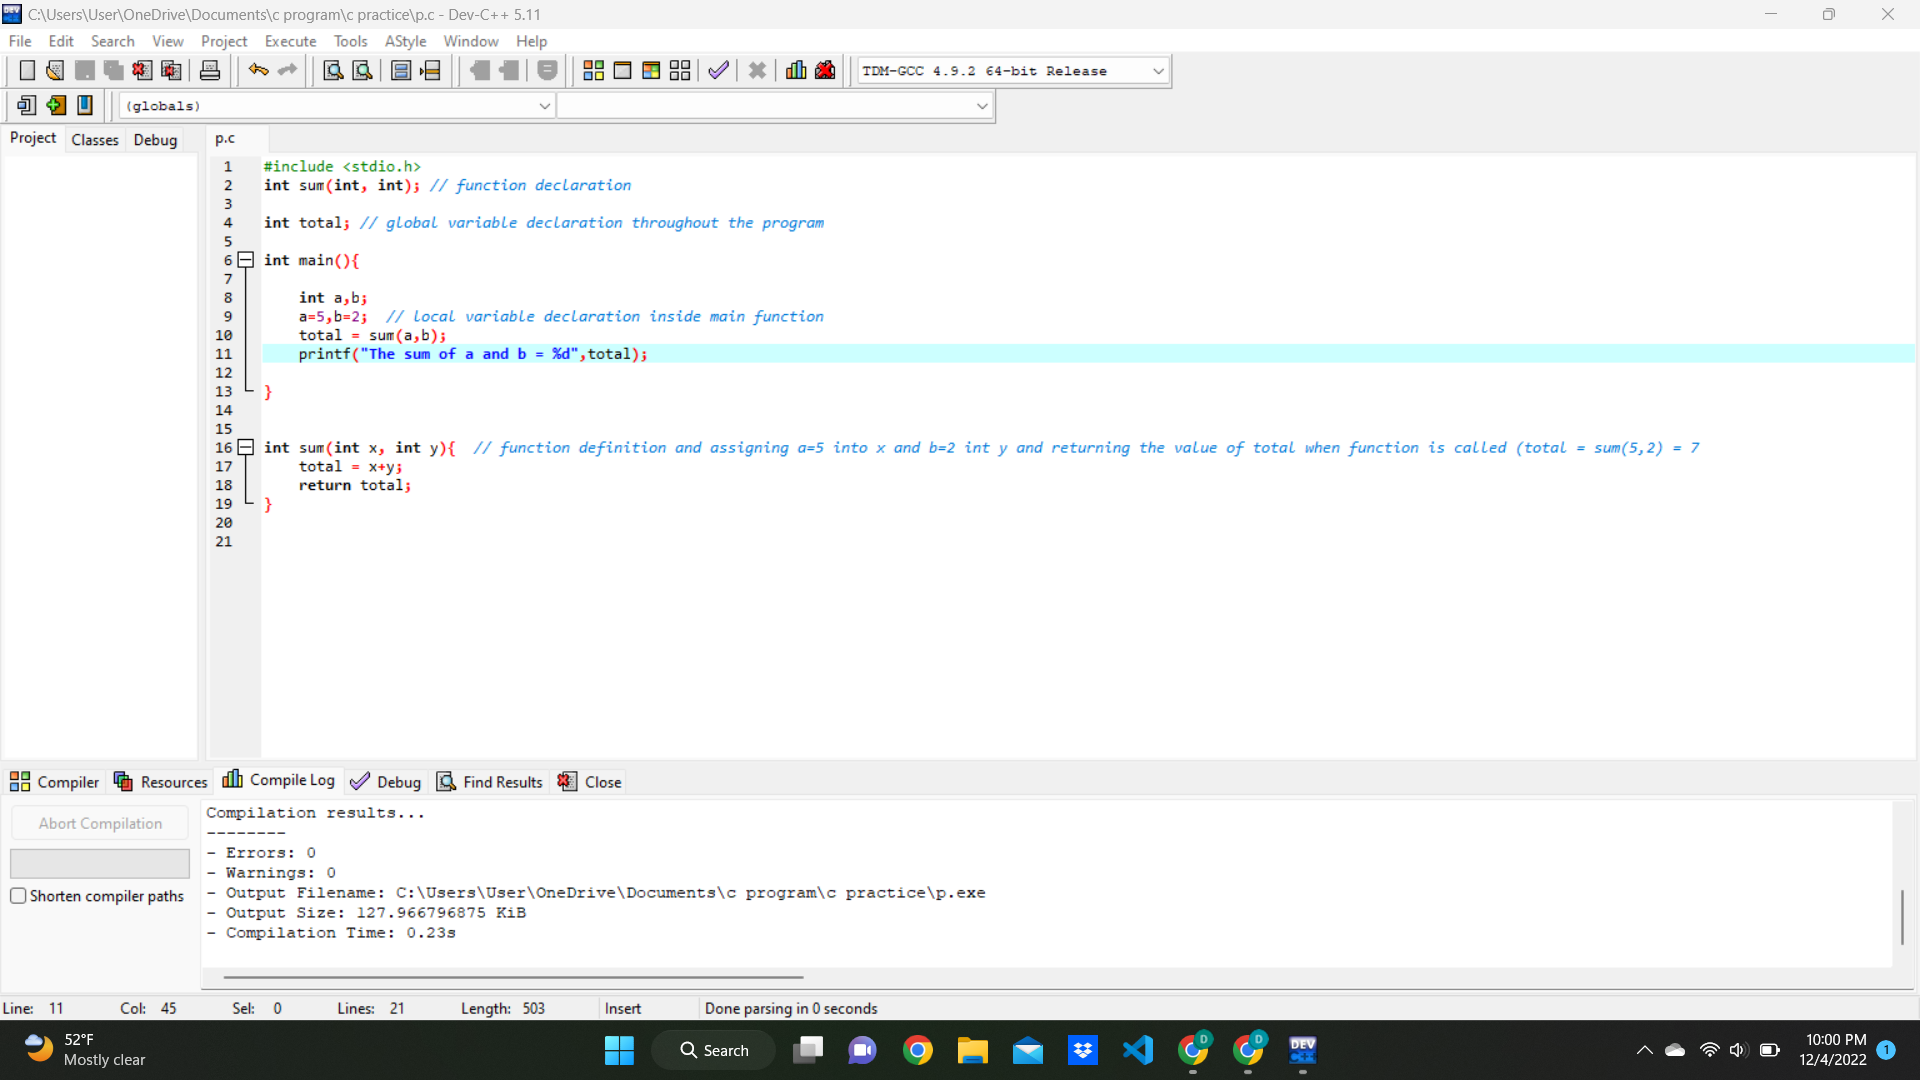 C:\Users\User\OneDrive\Documents\c program\c practice\p.c - Dev-C++ 5.11
File Edit Search View Project Execute Tools AStyle Window Help
TDM-GCC 4.9.2 64-bit Release
(globals)
Project Classes Debug p.c
1 #include <stdio.h>
2 int sum(int, int); // function declaration
3
4 int total; // global variable declaration throughout the program
5
6 int main(){
7
8 int a,b;
9 a=5,b=2; // local variable declaration inside main function
10 total = sum(a,b);
11 printf("The sum of a and b = %d",total);
12
13 }
14
15
16 int sum(int x, int y){ // function definition and assigning a=5 into x and b=2 int y and returning the value of total when function is called (total = sum(5,2) = 7
17 total = x+y;
18 return total;
19 }
20
21
Compiler Resources Compile Log Debug Find Results Close
Abort Compilation
Shorten compiler paths
Compilation results...
--------
- Errors: 0
- Warnings: 0
- Output Filename: C:\Users\User\OneDrive\Documents\c program\c practice\p.exe
- Output Size: 127.966796875 KiB
- Compilation Time: 0.23s
Line: 11 Col: 45 Sel: 0 Lines: 21 Length: 503 Insert Done parsing in 0 seconds
52°F
Mostly clear
Search
D
D
DEV
C++
10:00 PM
12/4/2022
1